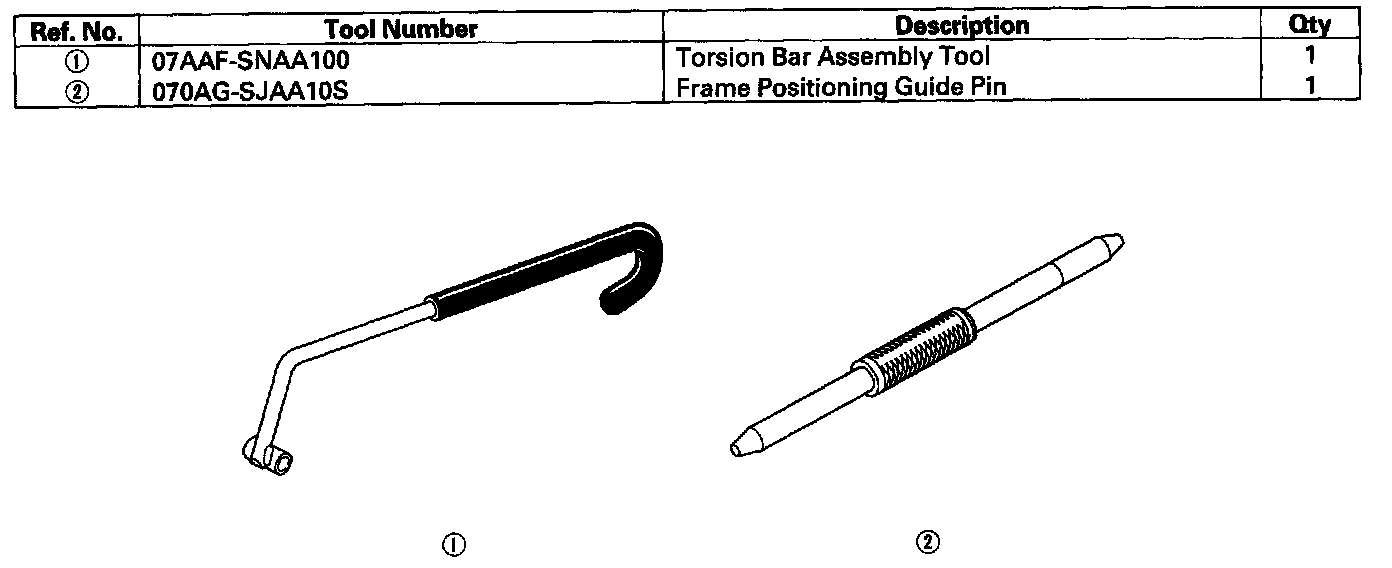 Ref. No. Tool Number Description Qty
① 07AAF-SNAA100 Torsion Bar Assembly Tool 1
② 070AG-SJAA10S Frame Positioning Guide Pin 1
① ②